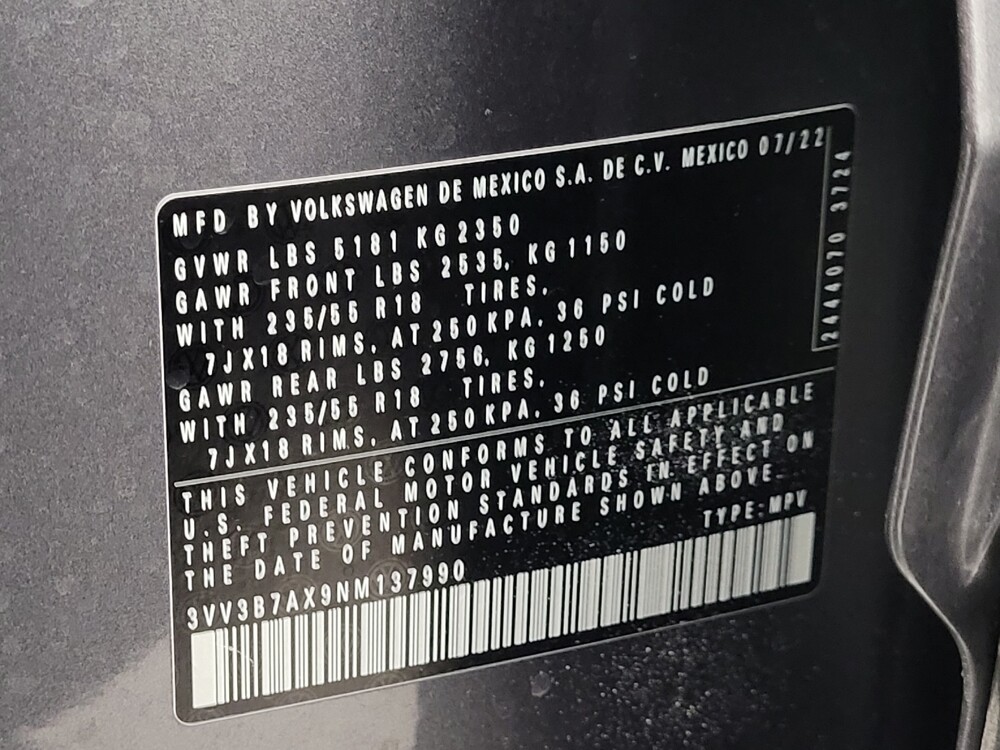 MFD BY VOLKSWAGEN DE MEXICO S.A. DE C.V. MEXICO 07/22
GVWR LBS 5181 KG 2350
GAWR FRONT LBS 2535, KG 1150
WITH 235/55 R18 TIRES,
7JX18 RIMS, AT 250 KPA, 36 PSI COLD
GAWR REAR LBS 2756, KG 1250
WITH 235/55 R18 TIRES,
7JX18 RIMS, AT 250 KPA, 36 PSI COLD
2444070 3724
THIS VEHICLE CONFORMS TO ALL APPLICABLE
U.S. FEDERAL MOTOR VEHICLE SAFETY AND
THEFT PREVENTION STANDARDS IN EFFECT ON
THE DATE OF MANUFACTURE SHOWN ABOVE.
TYPE:MPV
3VV3B7AX9NM137990